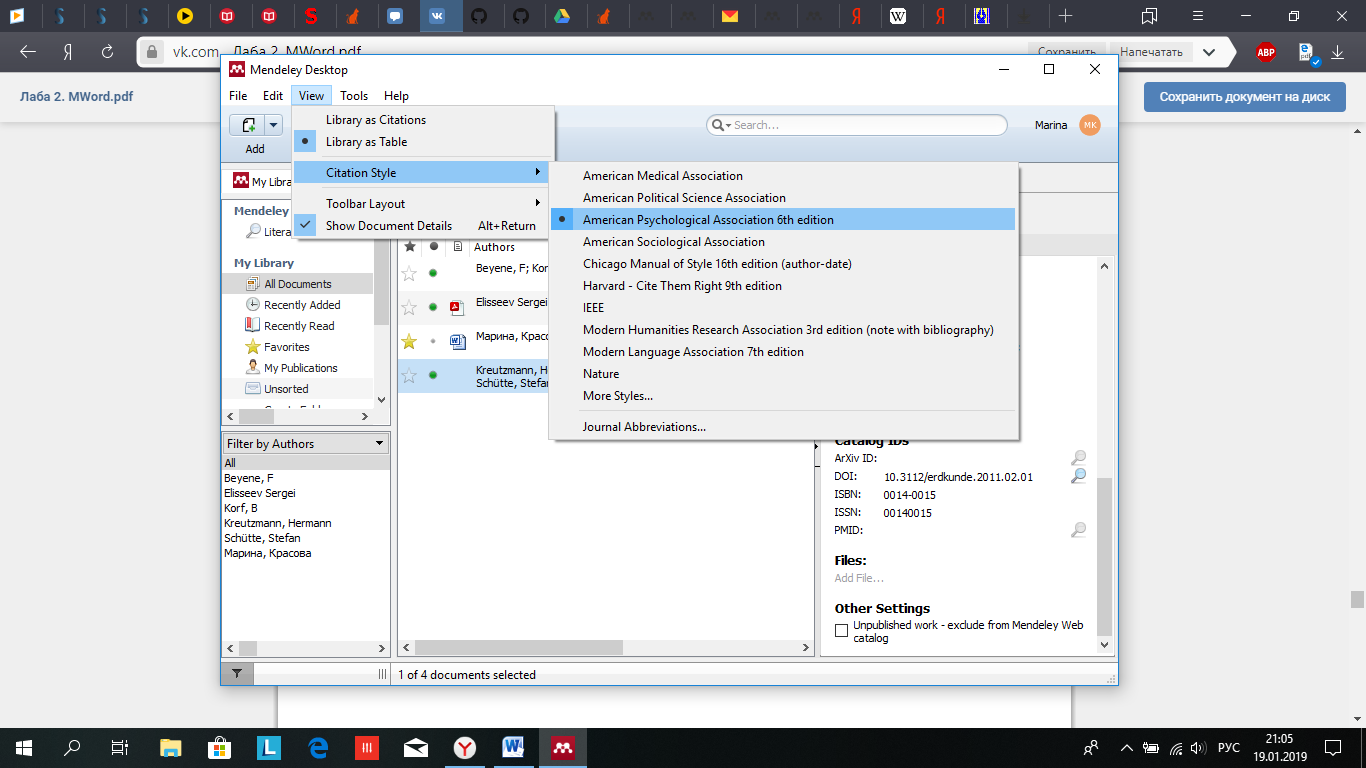 vk.com
Лаба 2. MWord.pdf
Сохранить
Напечатать
ABP
Лаба 2. MWord.pdf
Сохранить документ на диск
Mendeley Desktop
File Edit View Tools Help
Add
Search...
Marina
MK
Library as Citations
Library as Table
Citation Style
Toolbar Layout
Show Document Details Alt+Return
American Medical Association
American Political Science Association
American Psychological Association 6th edition
American Sociological Association
Chicago Manual of Style 16th edition (author-date)
Harvard - Cite Them Right 9th edition
IEEE
Modern Humanities Research Association 3rd edition (note with bibliography)
Modern Language Association 7th edition
Nature
More Styles...
Journal Abbreviations...
My Libra
Mendeley
Litera
My Library
All Documents
Recently Added
Recently Read
Favorites
My Publications
Unsorted
Filter by Authors
All
Beyene, F
Elisseev Sergei
Korf, B
Kreutzmann, Hermann
Schütte, Stefan
Марина, Красова
Authors
Beyene, F; Kor
Elisseev Sergei
Марина, Красо
Kreutzmann, H
Schütte, Stefan
Catalog IDs
ArXiv ID:
DOI: 10.3112/erdkunde.2011.02.01
ISBN: 0014-0015
ISSN: 00140015
PMID:
Files:
Add File...
Other Settings
Unpublished work - exclude from Mendeley Web
catalog
1 of 4 documents selected
РУС
21:05
19.01.2019